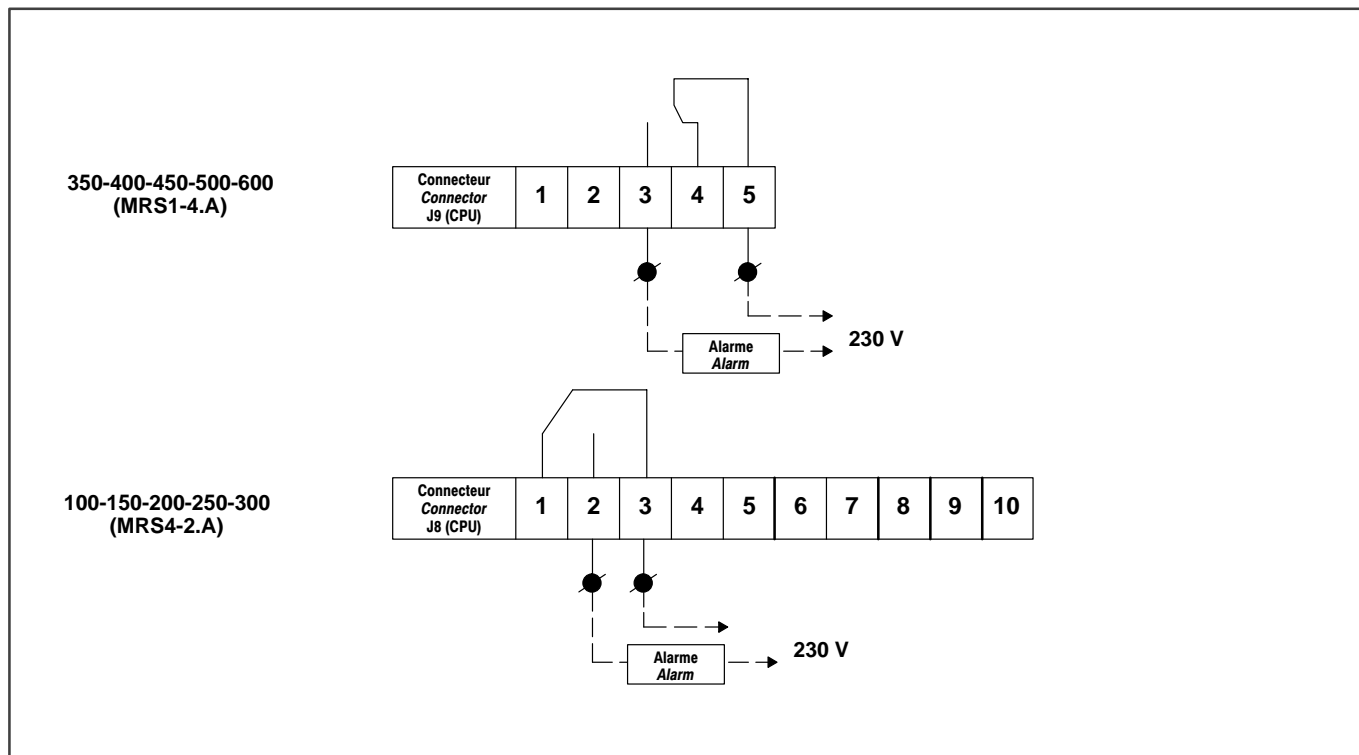 350-400-450-500-600
(MRS1-4.A)
Connecteur
Connector
J9 (CPU)
1 2 3 4 5
230 V
Alarme
Alarm
100-150-200-250-300
(MRS4-2.A)
Connecteur
Connector
J8 (CPU)
1 2 3 4 5 6 7 8 9 10
230 V
Alarme
Alarm